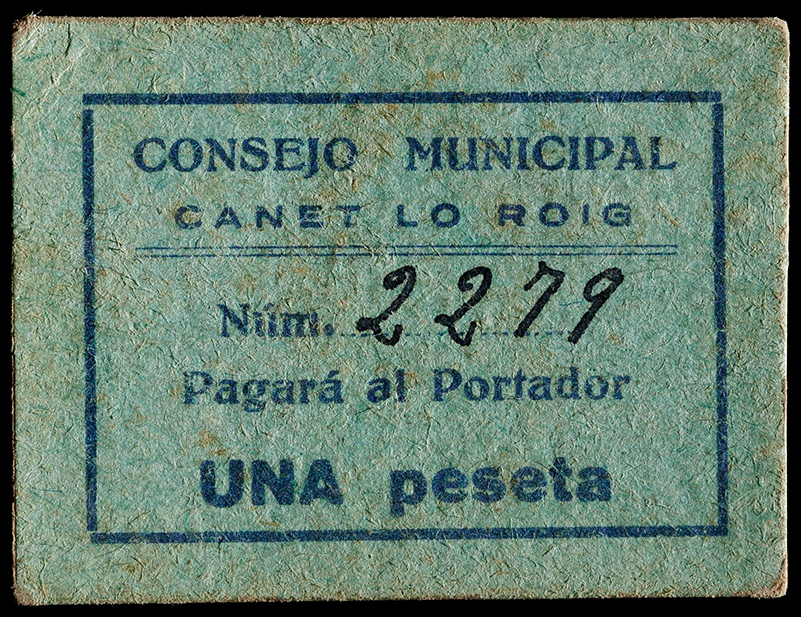 CONSEJO MUNICIPAL
CANET LO ROIG
Núm. 2279
Pagará al Portador
UNA peseta